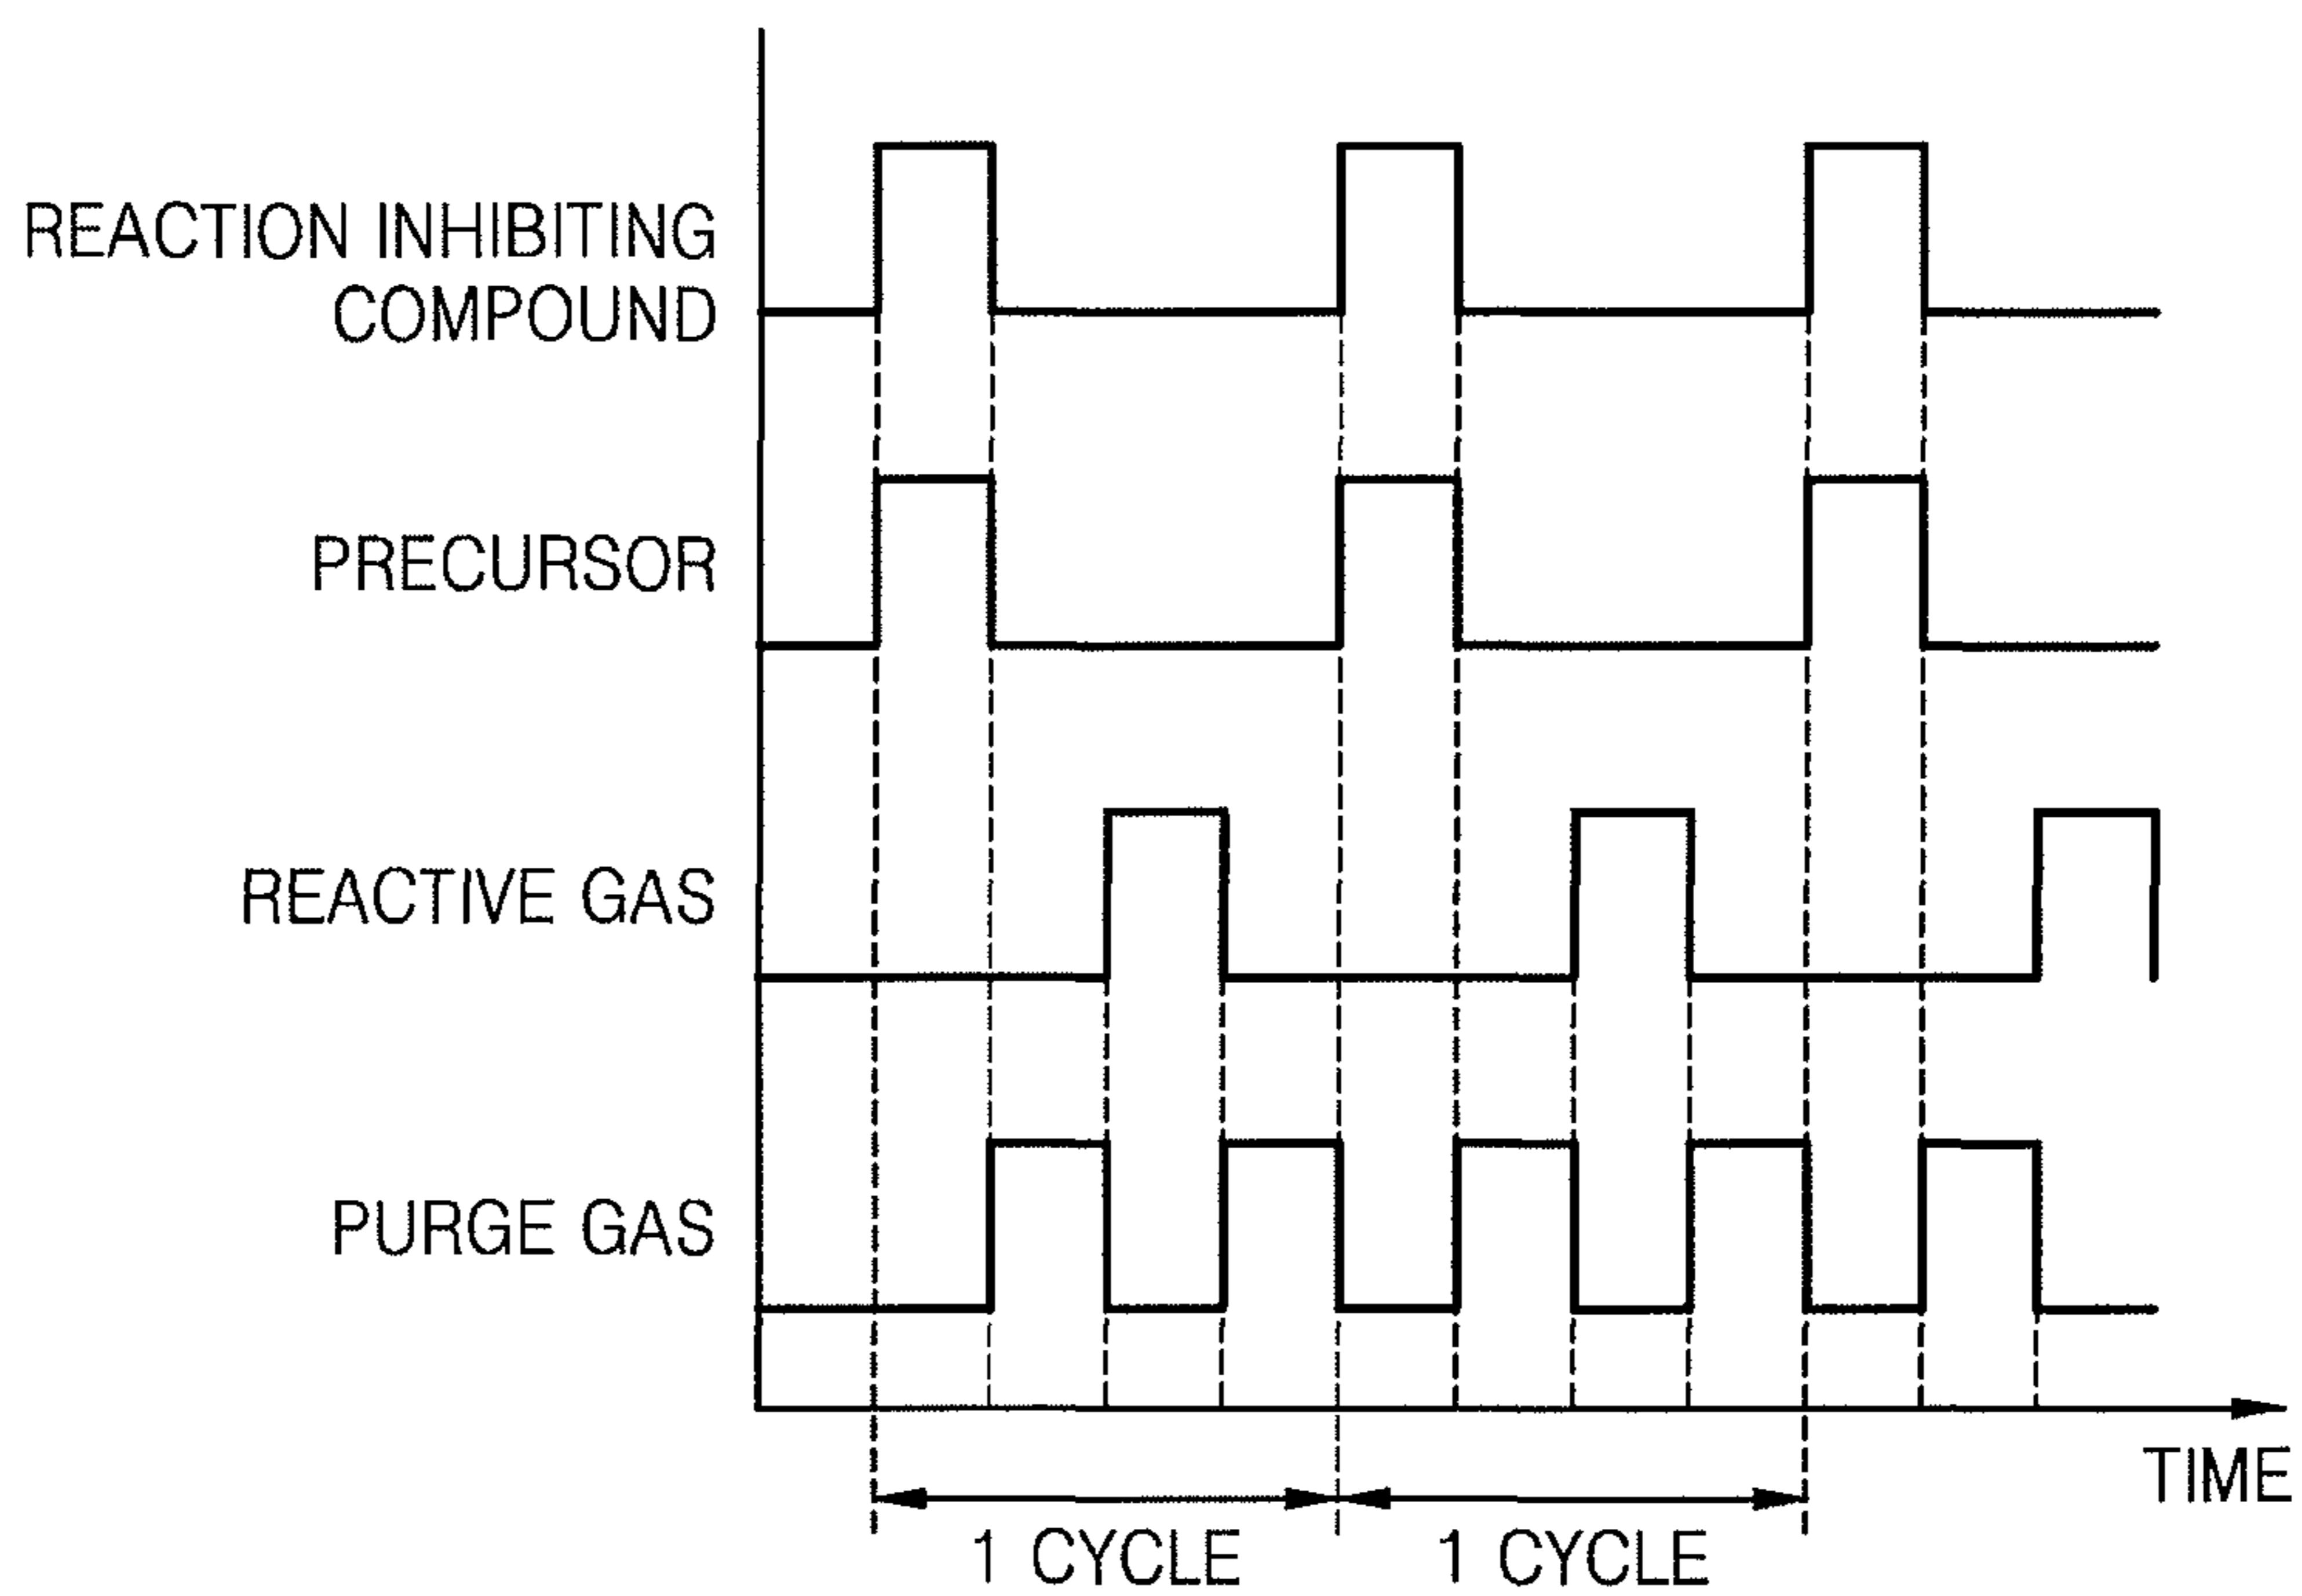 REACTION INHIBITING
COMPOUND
PRECURSOR
REACTIVE GAS
PURGE GAS
TIME
1 CYCLE
1 CYCLE